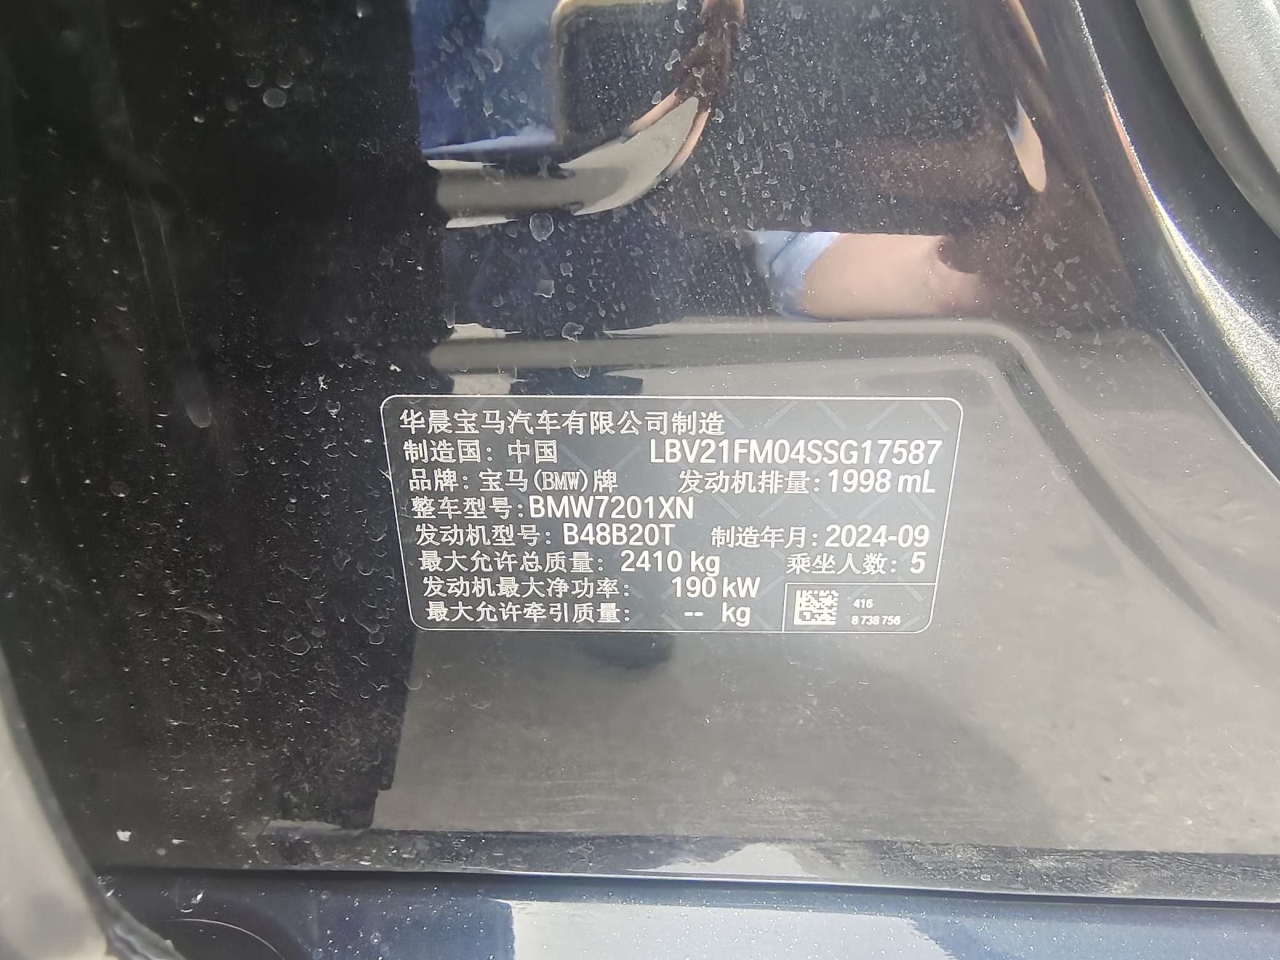 华晨宝马汽车有限公司制造
制造国: 中国 LBV21FM04SSG17587
品牌: 宝马(BMW)牌 发动机排量: 1998 mL
整车型号: BMW7201XN
发动机型号: B48B20T 制造年月: 2024-09
最大允许总质量: 2410 kg 乘坐人数: 5
发动机最大净功率: 190 kW
最大允许牵引质量: -- kg
416
8 738 756